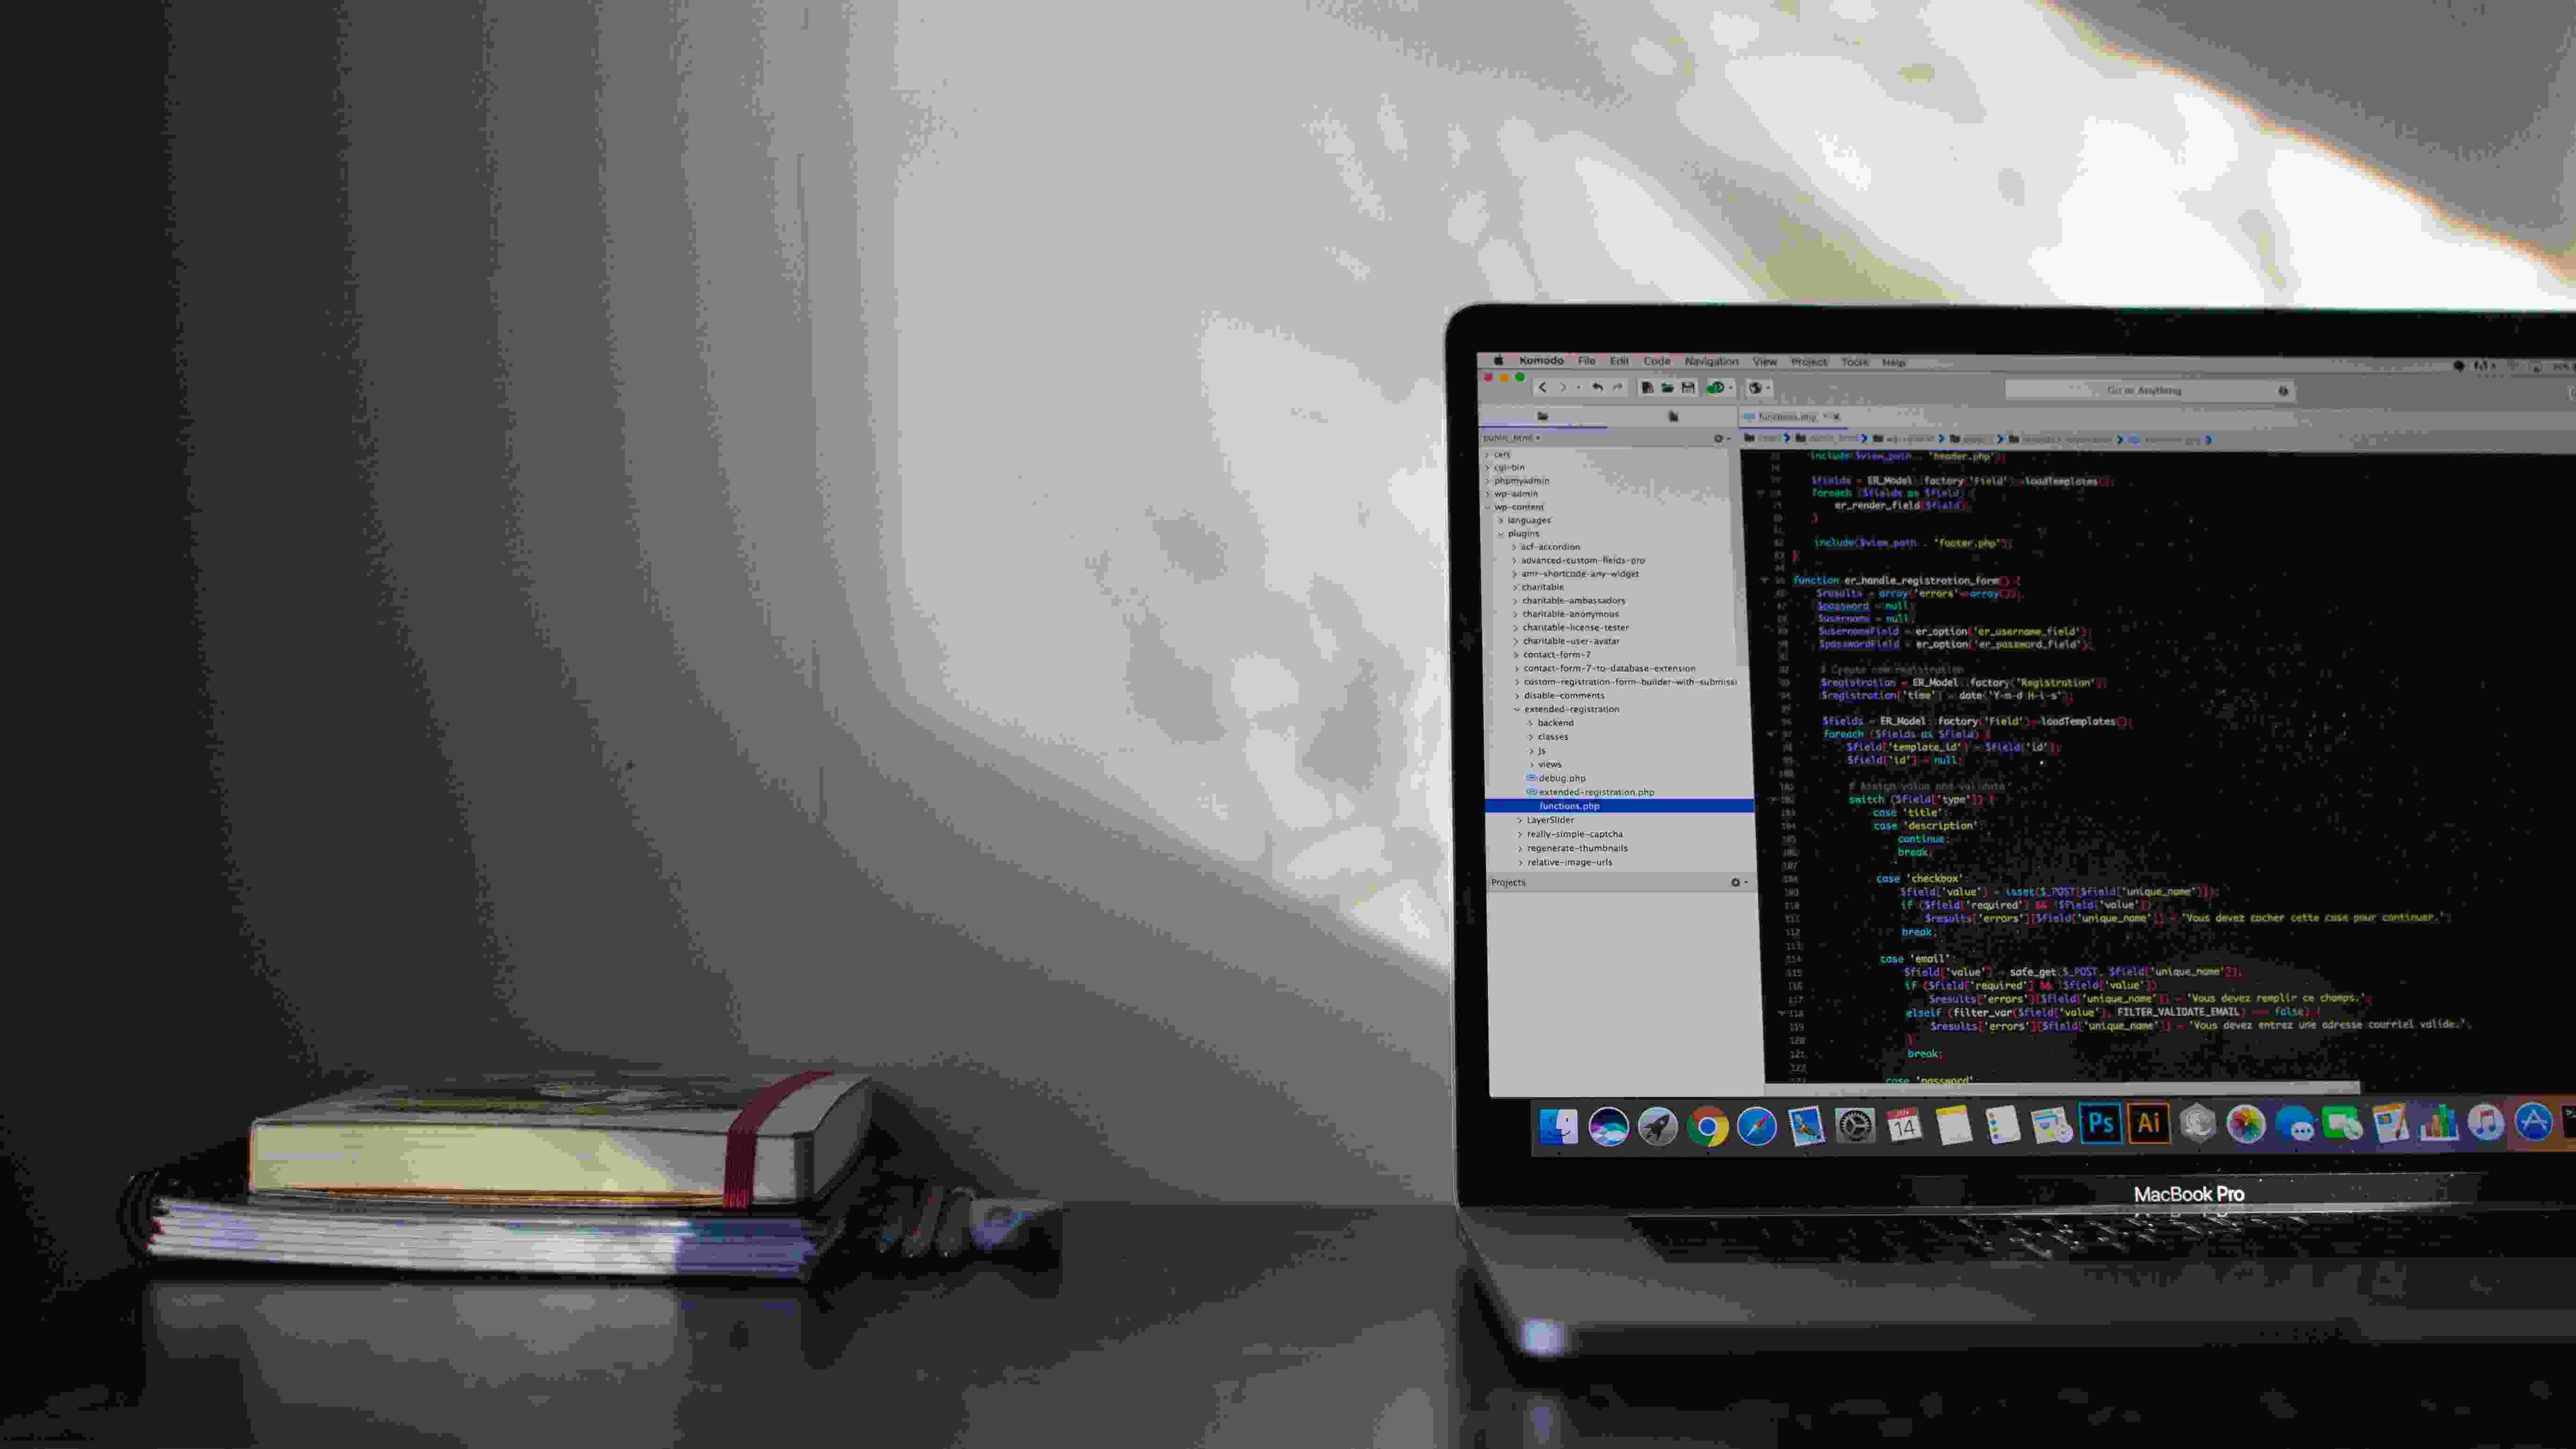 Komodo File Edit Code Navigation View Project Tools Help
Go to Anything
functions.php
public_html
cert
cgi-bin
phpmyadmin
wp-admin
wp-content
languages
plugins
acf-accordion
advanced-custom-fields-pro
amr-shortcode-any-widget
charitable
charitable-ambassadors
charitable-anonymous
charitable-license-tester
charitable-user-avatar
contact-form-7
contact-form-7-to-database-extension
custom-registration-form-builder-with-submissi
disable-comments
extended-registration
backend
classes
js
views
debug.php
extended-registration.php
functions.php
LayerSlider
really-simple-captcha
regenerate-thumbnails
relative-image-urls
Projects
include($view_path . 'header.php');
$fields = ER_Model::factory('Field')->loadTemplates();
foreach ($fields as $field) {
er_render_field($field);
}
include($view_path . 'footer.php');
}
function er_handle_registration_form() {
$results = array('errors'=>array());
$password = null;
$username = null;
$usernameField = er_option('er_username_field');
$passwordField = er_option('er_password_field');
# Create new registration
$registration = ER_Model::factory('Registration');
$registration['time'] = date('Y-m-d H-i-s');
$fields = ER_Model::factory('Field')->loadTemplates();
foreach ($fields as $field) {
$field['template_id'] = $field['id'];
$field['id'] = null;
# Assign value and validate
switch ($field['type']) {
case 'title':
case 'description':
continue;
break;
case 'checkbox':
$field['value'] = isset($_POST[$field['unique_name']]);
if ($field['required'] && !$field['value'])
$results['errors'][$field['unique_name']] = 'Vous devez cocher cette case pour continuer.';
break;
case 'email':
$field['value'] = safe_get($_POST, $field['unique_name']);
if ($field['required'] && !$field['value'])
$results['errors'][$field['unique_name']] = 'Vous devez remplir ce champs.';
elseif (filter_var($field['value'], FILTER_VALIDATE_EMAIL) === false) {
$results['errors'][$field['unique_name']] = 'Vous devez entrez une adresse courriel valide.';
}
break;
case 'password':
JAN
14
Ps
Ai
MacBook Pro